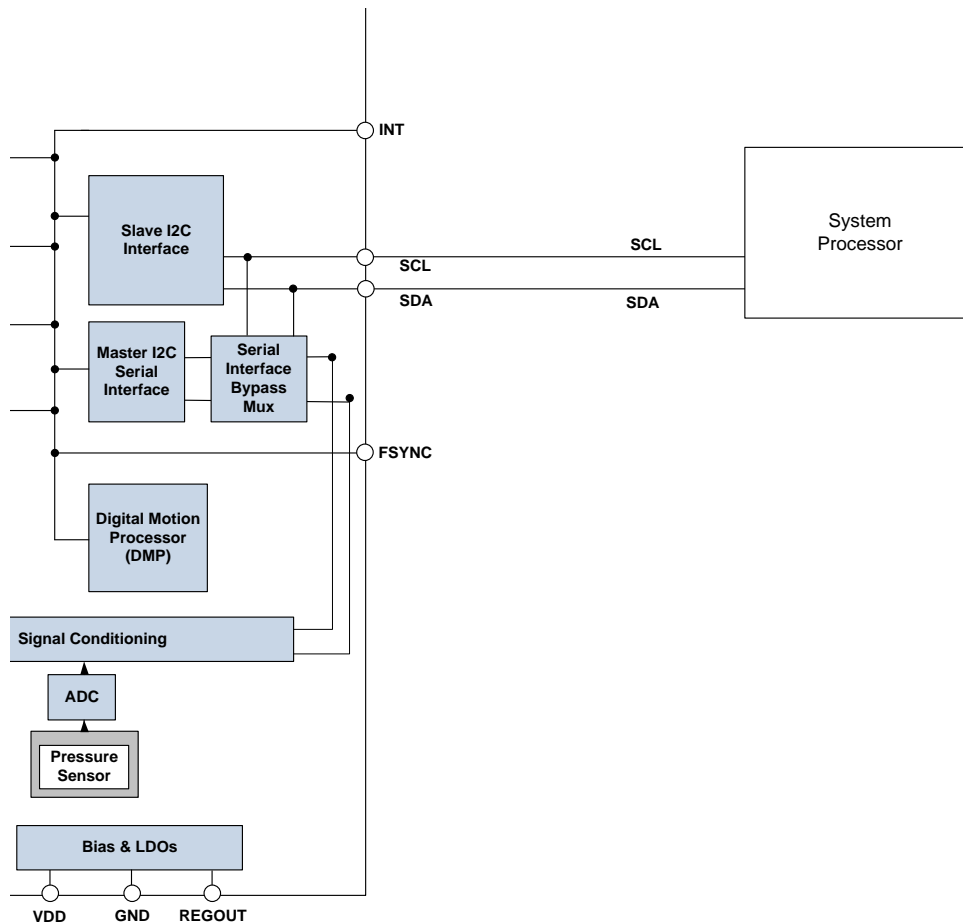 INT
Slave I2C
Interface
System
Processor
SCL
SCL
SDA
SDA
Master I2C
Serial
Interface
Serial
Interface
Bypass
Mux
FSYNC
Digital Motion
Processor
(DMP)
Signal Conditioning
ADC
Pressure
Sensor
Bias & LDOs
VDD
GND
REGOUT